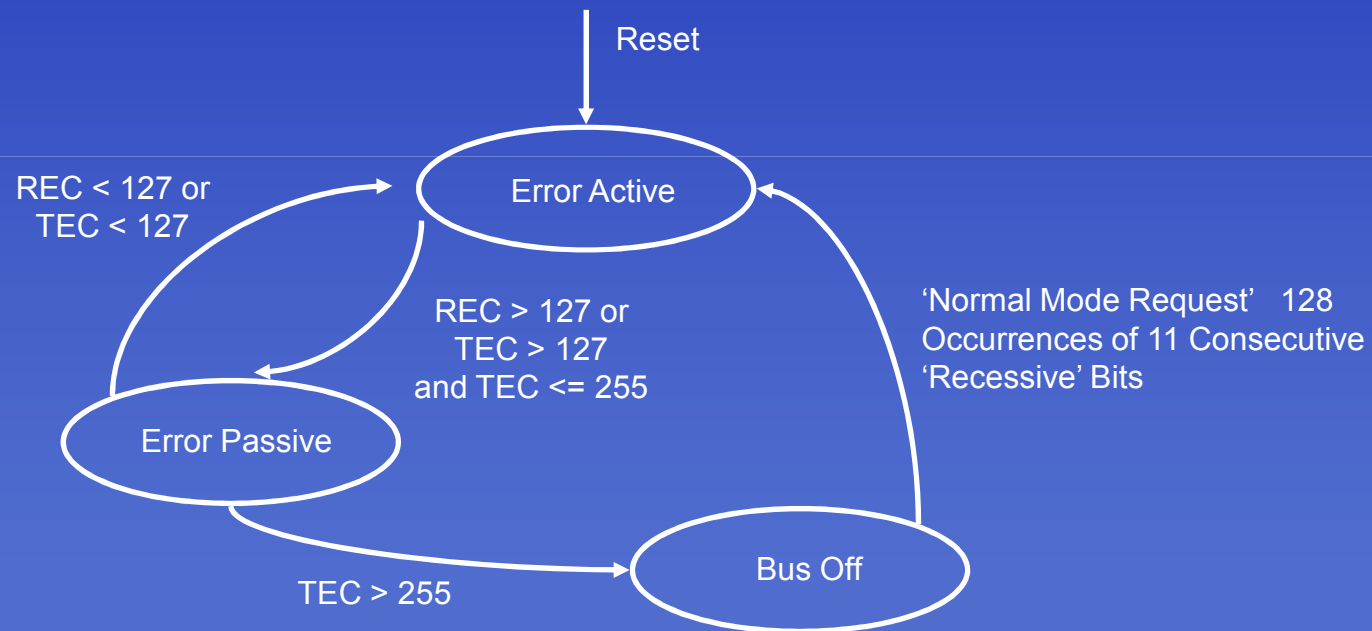 Reset
Error Active
REC < 127 or
TEC < 127
REC > 127 or
TEC > 127
and TEC <= 255
‘Normal Mode Request’ 128
Occurrences of 11 Consecutive
‘Recessive’ Bits
Error Passive
Bus Off
TEC > 255